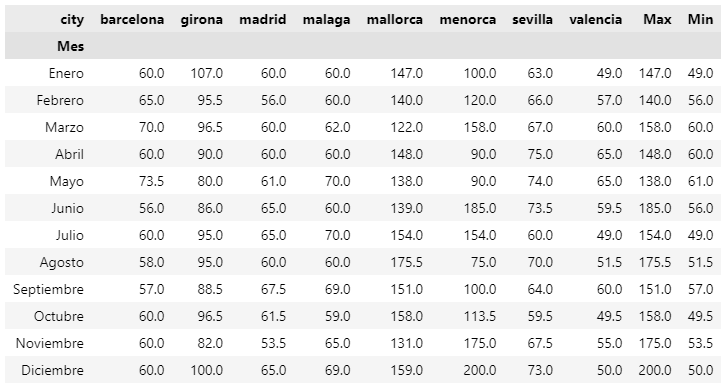 city barcelona girona madrid malaga mallorca menorca sevilla valencia Max Min
Mes
Enero 60.0 107.0 60.0 60.0 147.0 100.0 63.0 49.0 147.0 49.0
Febrero 65.0 95.5 56.0 60.0 140.0 120.0 66.0 57.0 140.0 56.0
Marzo 70.0 96.5 60.0 62.0 122.0 158.0 67.0 60.0 158.0 60.0
Abril 60.0 90.0 60.0 60.0 148.0 90.0 75.0 65.0 148.0 60.0
Mayo 73.5 80.0 61.0 70.0 138.0 90.0 74.0 65.0 138.0 61.0
Junio 56.0 86.0 65.0 60.0 139.0 185.0 73.5 59.5 185.0 56.0
Julio 60.0 95.0 65.0 70.0 154.0 154.0 60.0 49.0 154.0 49.0
Agosto 58.0 95.0 60.0 60.0 175.5 75.0 70.0 51.5 175.5 51.5
Septiembre 57.0 88.5 67.5 69.0 151.0 100.0 64.0 60.0 151.0 57.0
Octubre 60.0 96.5 61.5 59.0 158.0 113.5 59.5 49.5 158.0 49.5
Noviembre 60.0 82.0 53.5 65.0 131.0 175.0 67.5 55.0 175.0 53.5
Diciembre 60.0 100.0 65.0 69.0 159.0 200.0 73.0 50.0 200.0 50.0